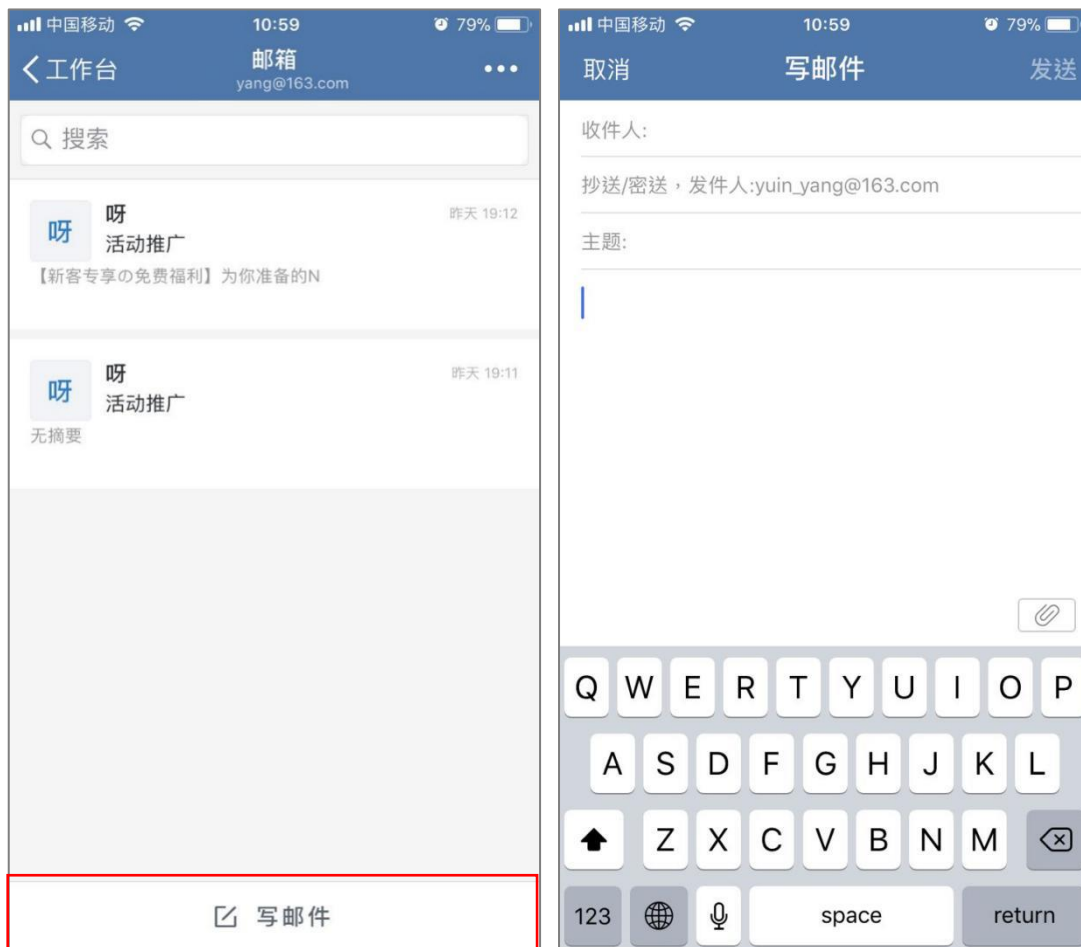 中国移动 10:59 79%
工作台 邮箱
yang@163.com
搜索
呀 呀 昨天 19:12
活动推广
【新客专享の免费福利】为你准备的N
呀 呀 昨天 19:11
活动推广
无摘要
写邮件
中国移动 10:59 79%
取消 写邮件 发送
收件人:
抄送/密送，发件人:yuin_yang@163.com
主题:
Q W E R T Y U I O P
A S D F G H J K L
Z X C V B N M
123 space return